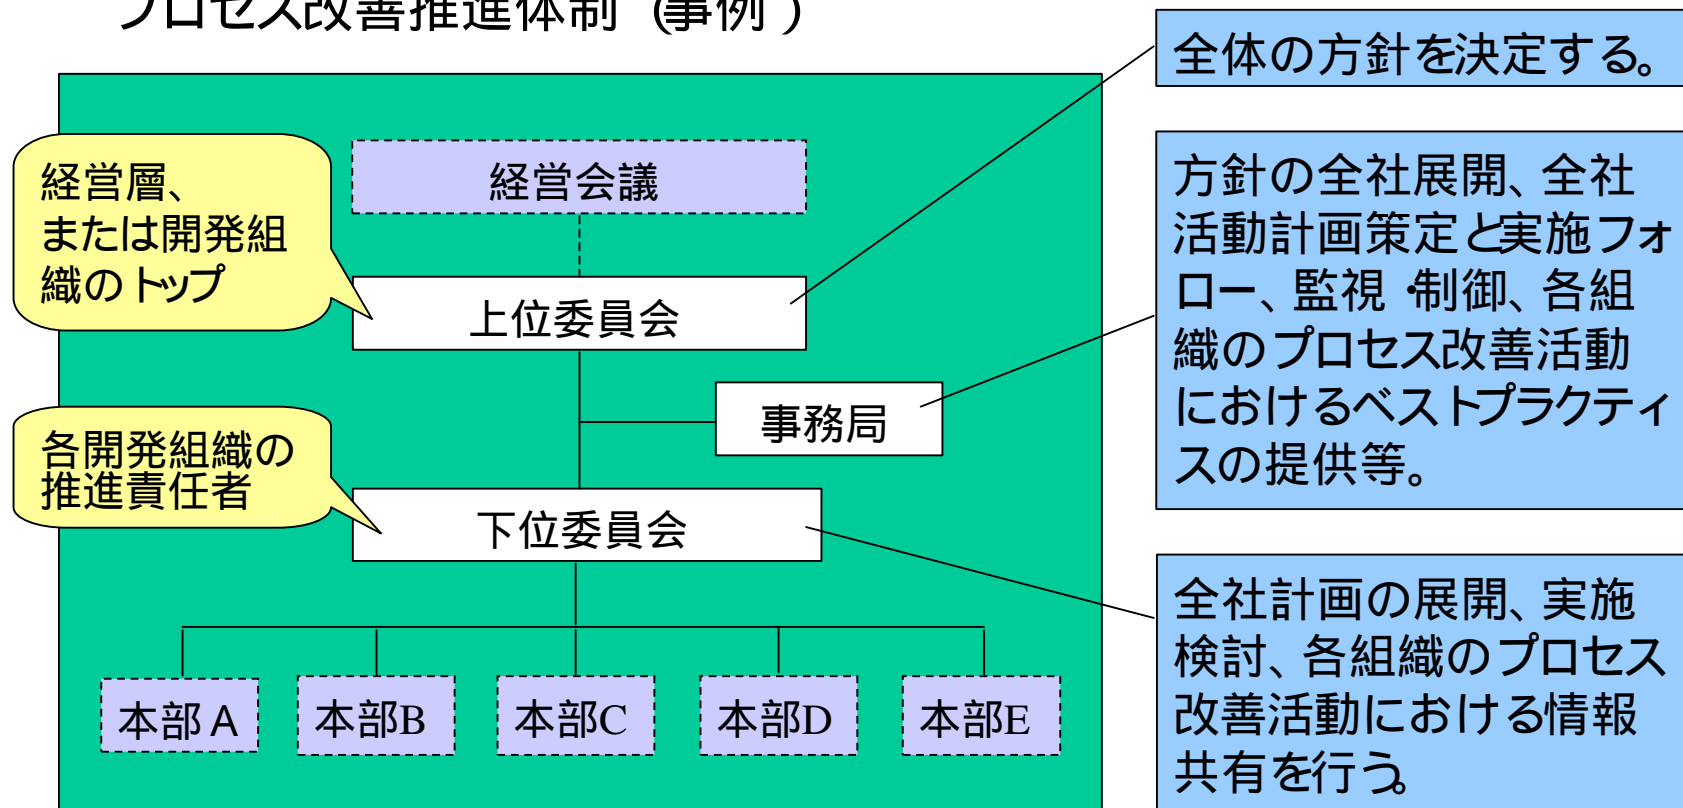 プロセス改善推進体制 (事例)
全体の方針を決定する。
経営層、
または開発組
織のトップ
経営会議
上位委員会
方針の全社展開、全社
活動計画策定と実施フォ
ロー、監視・制御、各組
織のプロセス改善活動
におけるベストプラクティ
スの提供等。
事務局
各開発組織の
推進責任者
下位委員会
全社計画の展開、実施
検討、各組織のプロセス
改善活動における情報
共有を行う。
本部A
本部B
本部C
本部D
本部E